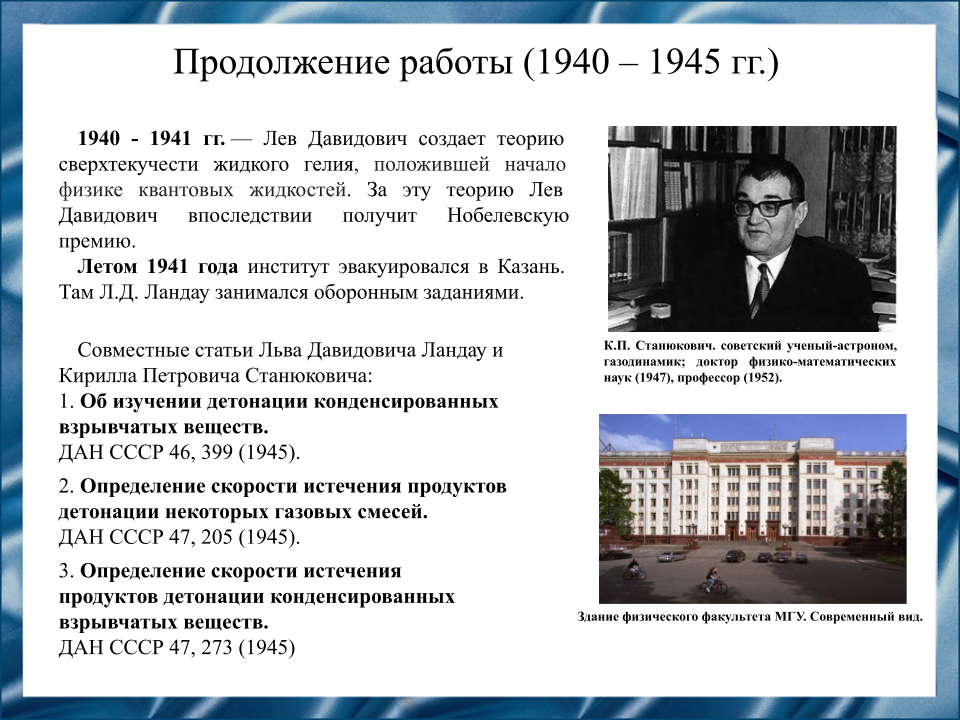 Продолжение работы (1940 – 1945 гг.)
1940 - 1941 гг. — Лев Давидович создает теорию
сверхтекучести жидкого гелия, положившей начало
физике квантовых жидкостей. За эту теорию Лев
Давидович впоследствии получит Нобелевскую
премию.
Летом 1941 года институт эвакуировался в Казань.
Там Л.Д. Ландау занимался оборонным заданиями.
Совместные статьи Льва Давидовича Ландау и
Кирилла Петровича Станюковича:
1. Об изучении детонации конденсированных
взрывчатых веществ.
ДАН СССР 46, 399 (1945).
2. Определение скорости истечения продуктов
детонации некоторых газовых смесей.
ДАН СССР 47, 205 (1945).
3. Определение скорости истечения
продуктов детонации конденсированных
взрывчатых веществ.
ДАН СССР 47, 273 (1945)
К.П. Станюкович. советский ученый-астроном,
газодинамик; доктор физико-математических
наук (1947), профессор (1952).
Здание физического факультета МГУ. Современный вид.